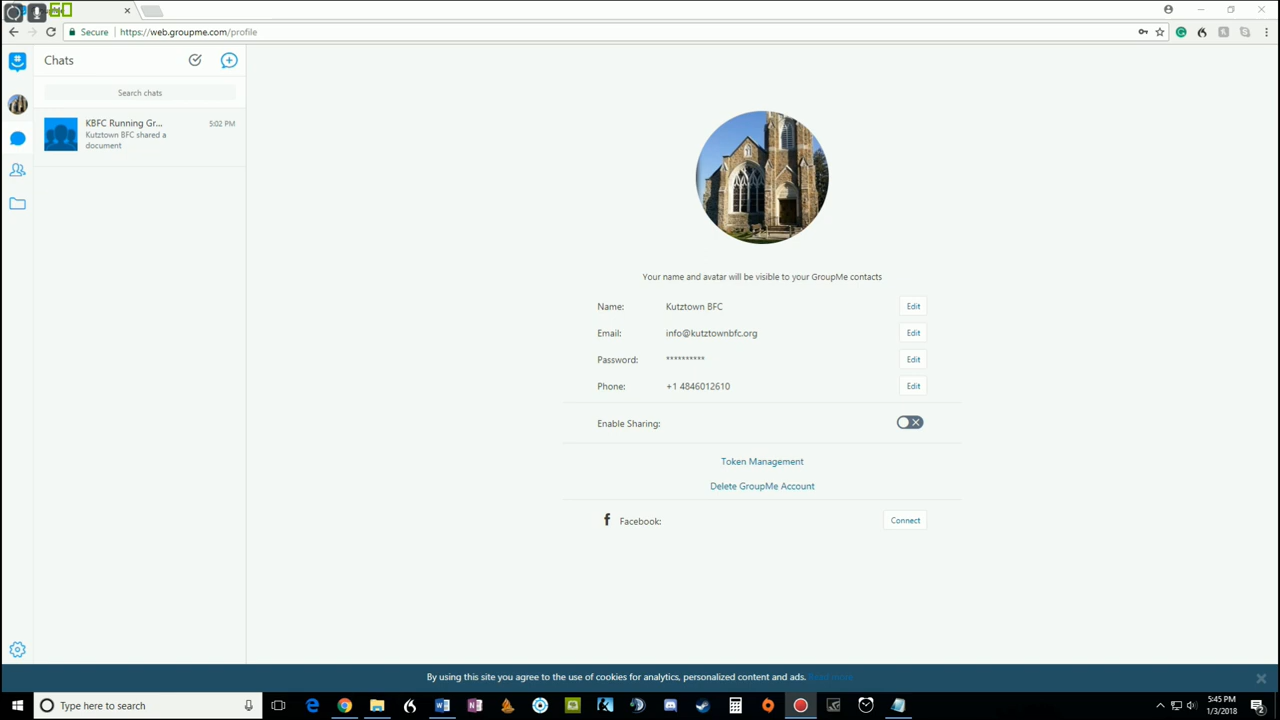 60
Secure
https://web.groupme.com/profile
Chats
Search chats
KBFC Running Gr...
5:02 PM
Kutztown BFC shared a
document
Your name and avatar will be visible to your GroupMe contacts
Name: Kutztown BFC Edit
Email: info@kutztownbfc.org Edit
Password: ********** Edit
Phone: +1 4846012610 Edit
Enable Sharing:
Token Management
Delete GroupMe Account
Facebook: Connect
By using this site you agree to the use of cookies for analytics, personalized content and ads. Read more
Type here to search
5:45 PM
1/3/2018
2